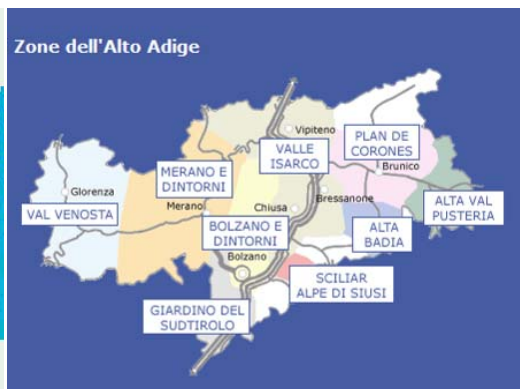 Zone dell'Alto Adige
Vipiteno
VALLE
ISARCO
PLAN DE
CORONES
Brunico
MERANO E
DINTORNI
Glorenza
Merano
Chiusa
Bressanone
VAL VENOSTA
ALTA VAL
PUSTERIA
BOLZANO E
DINTORNI
Bolzano
ALTA
BADIA
SCILIAR
ALPE DI SIUSI
GIARDINO DEL
SUDTIROLO